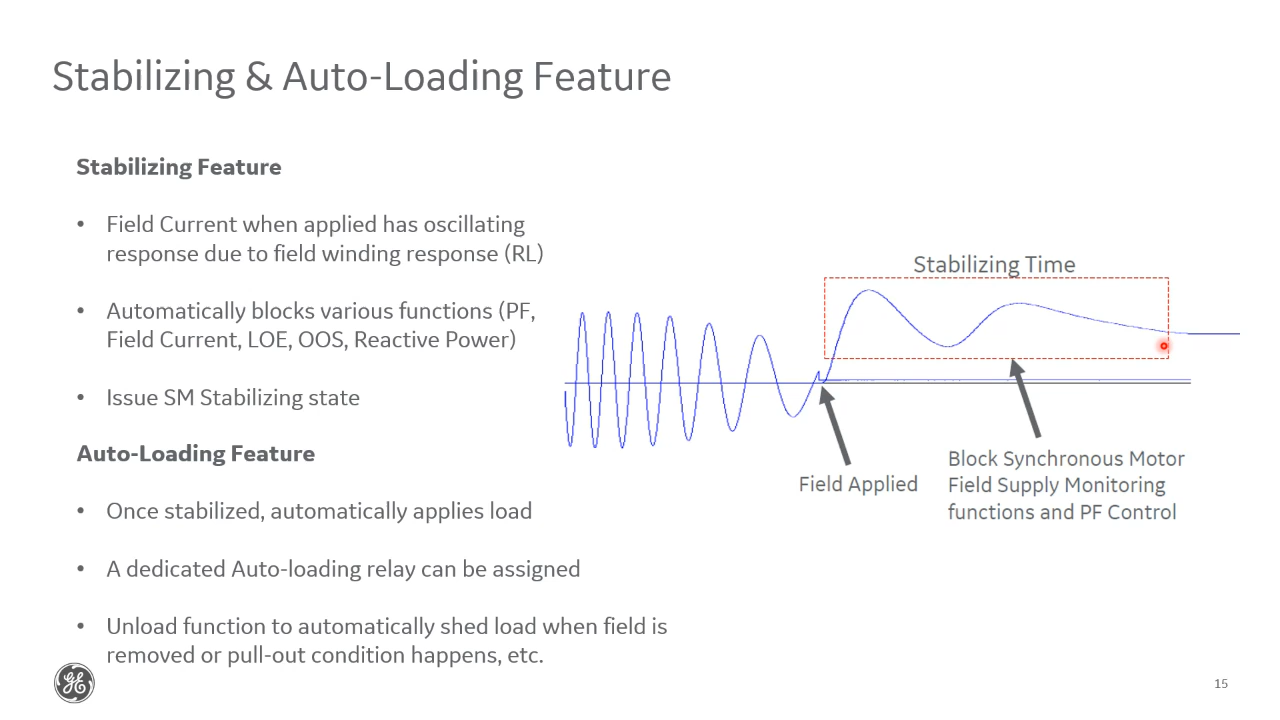 Stabilizing & Auto-Loading Feature
Stabilizing Feature
• Field Current when applied has oscillating
response due to field winding response (RL)
• Automatically blocks various functions (PF,
Field Current, LOE, OOS, Reactive Power)
• Issue SM Stabilizing state
Auto-Loading Feature
• Once stabilized, automatically applies load
• A dedicated Auto-loading relay can be assigned
• Unload function to automatically shed load when field is
removed or pull-out condition happens, etc.
Stabilizing Time
Field Applied
Block Synchronous Motor
Field Supply Monitoring
functions and PF Control
GE
15